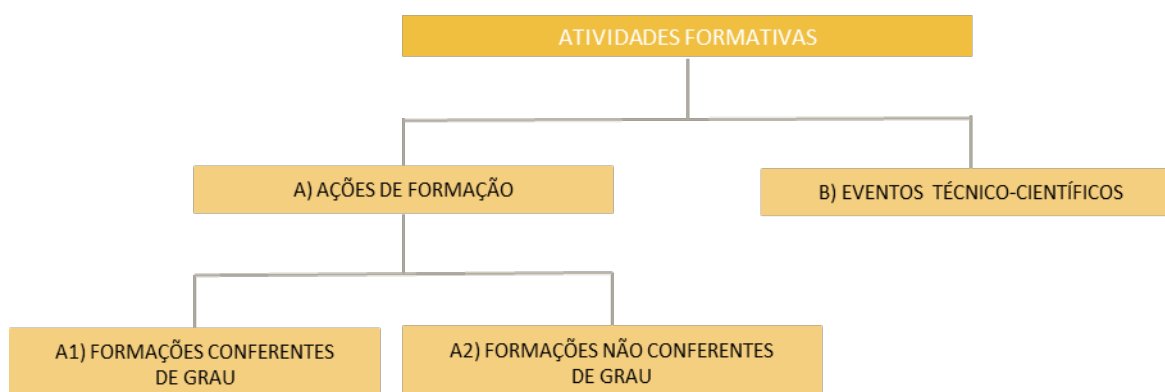 ATIVIDADES FORMATIVAS
A) AÇÕES DE FORMAÇÃO
B) EVENTOS TÉCNICO-CIENTÍFICOS
A1) FORMAÇÕES CONFERENTES
DE GRAU
A2) FORMAÇÕES NÃO CONFERENTES
DE GRAU